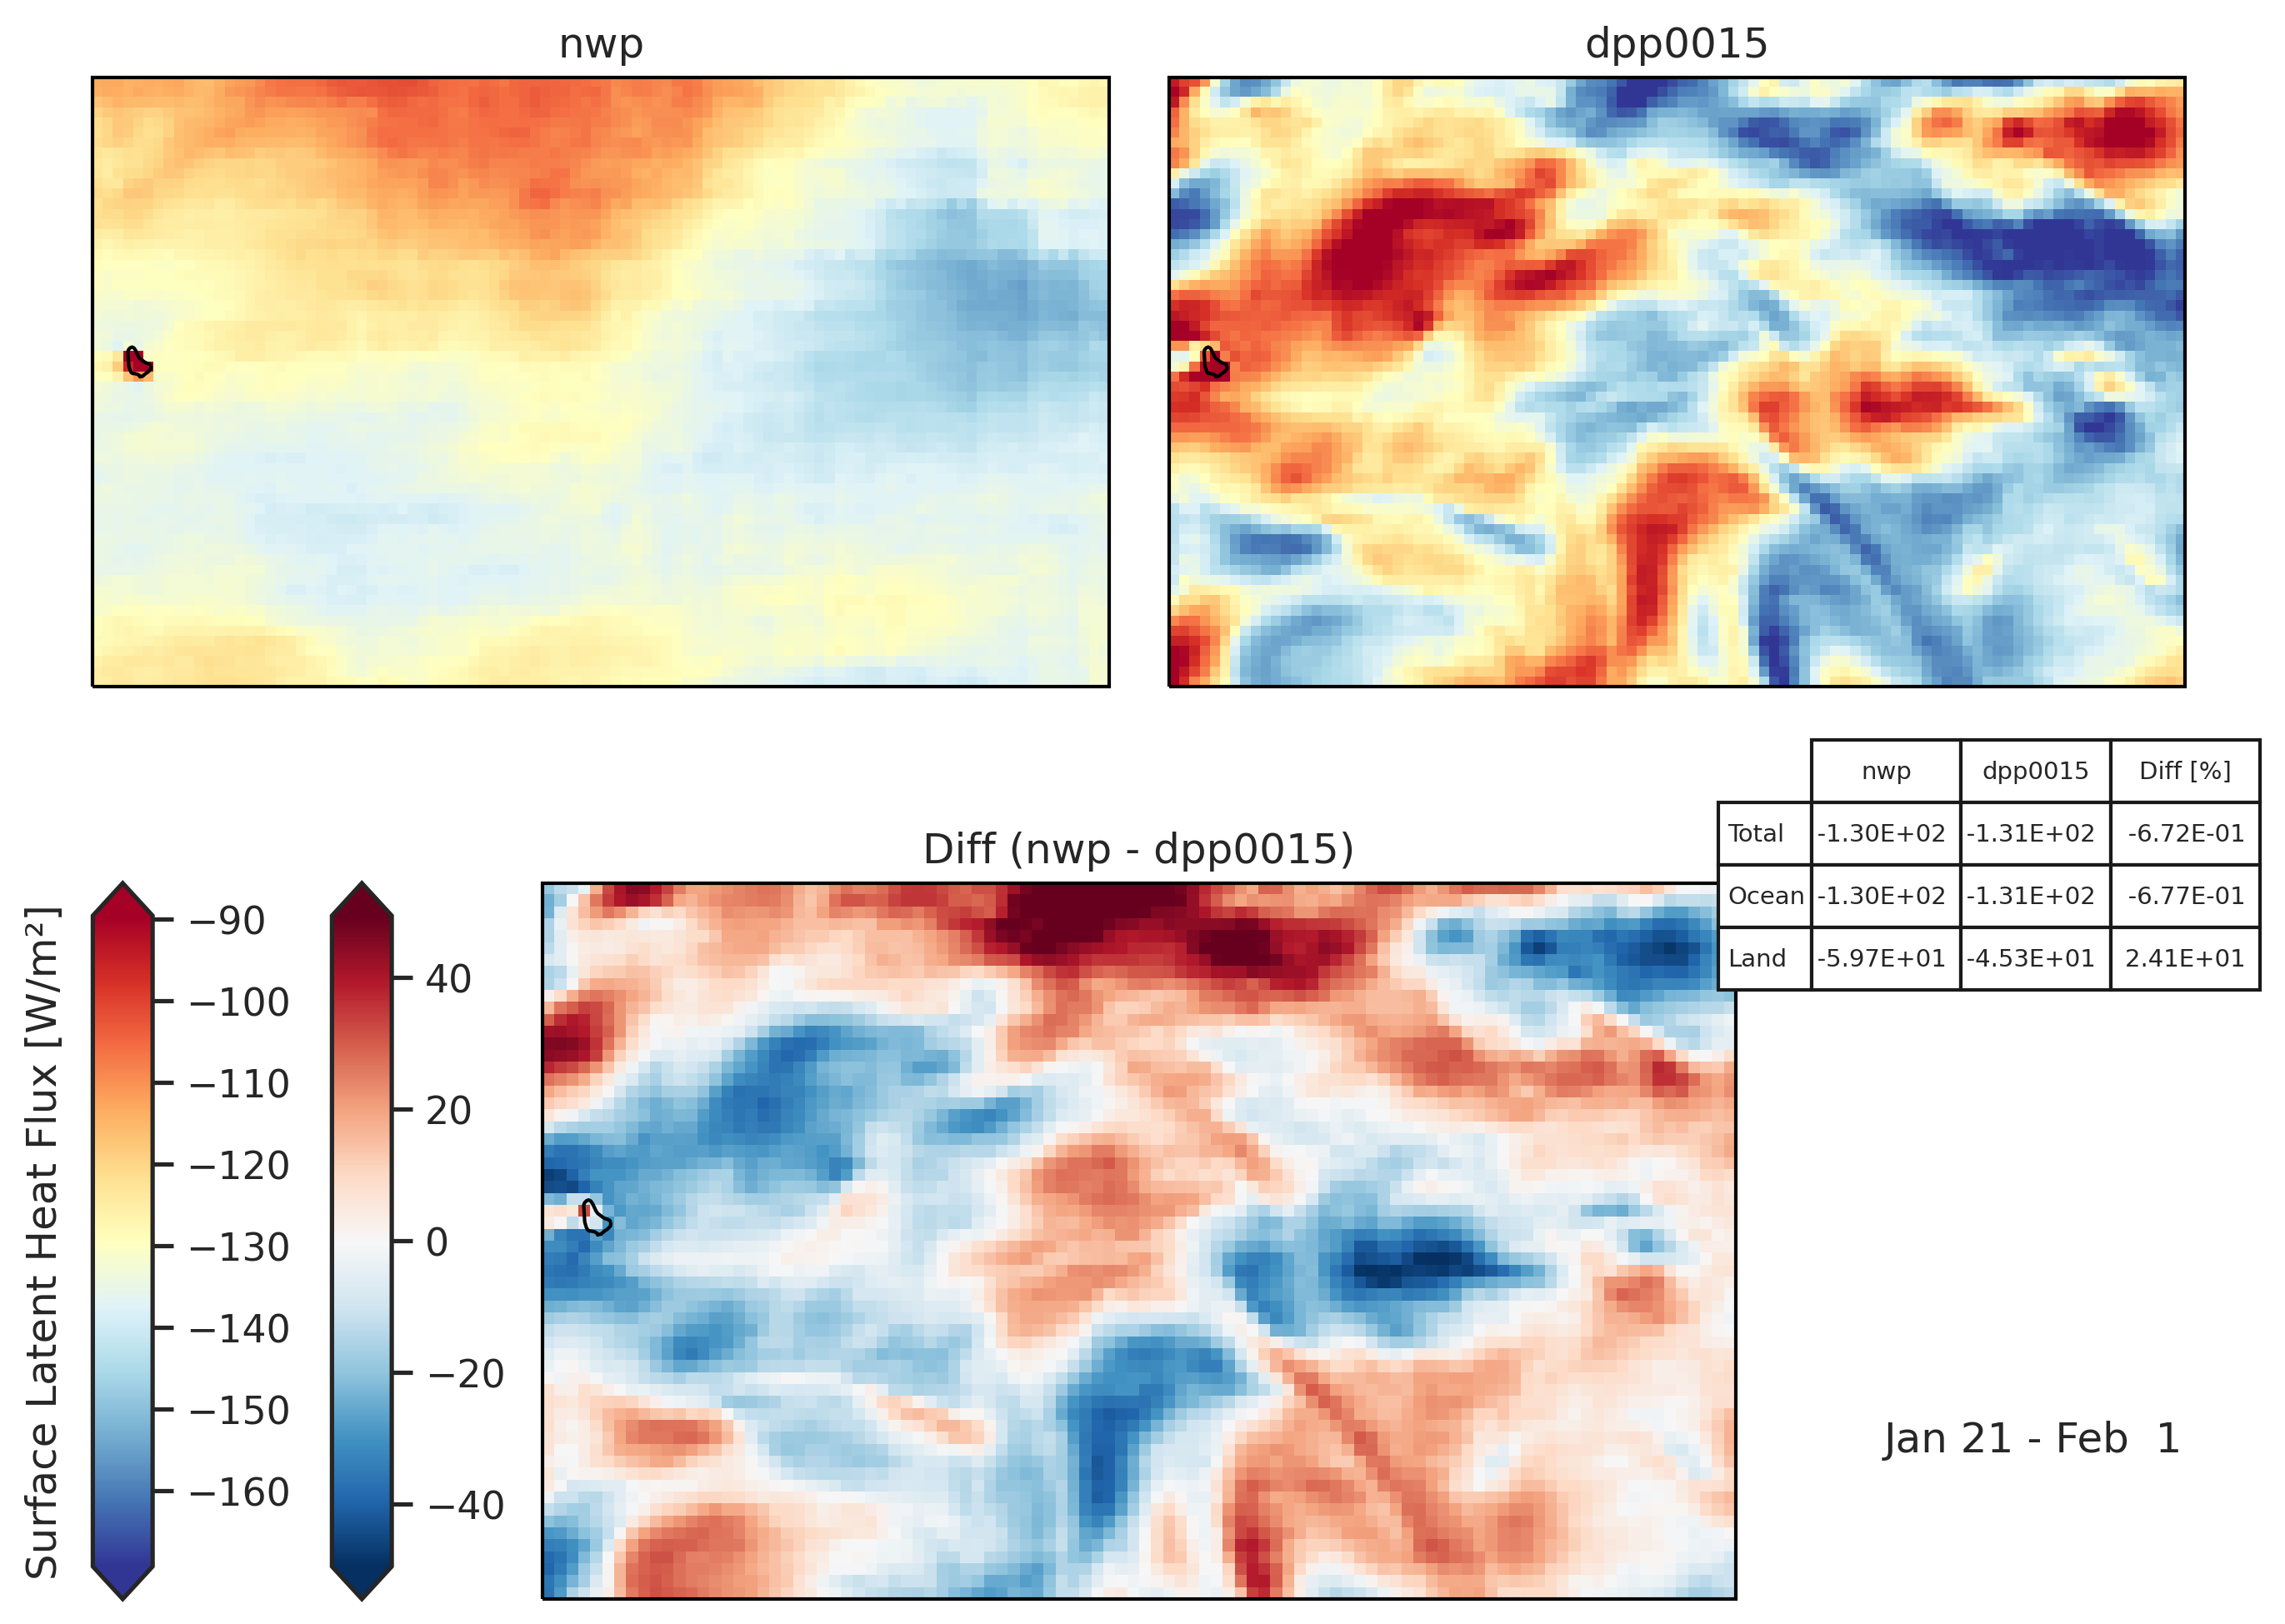 nwp
dpp0015
nwp dpp0015 Diff [%]
Total -1.30E+02 -1.31E+02 -6.72E-01
Ocean -1.30E+02 -1.31E+02 -6.77E-01
Land -5.97E+01 -4.53E+01 2.41E+01
Diff (nwp - dpp0015)
Surface Latent Heat Flux [W/m²]
−90
−100
−110
−120
−130
−140
−150
−160
40
20
0
−20
−40
Jan 21 - Feb  1